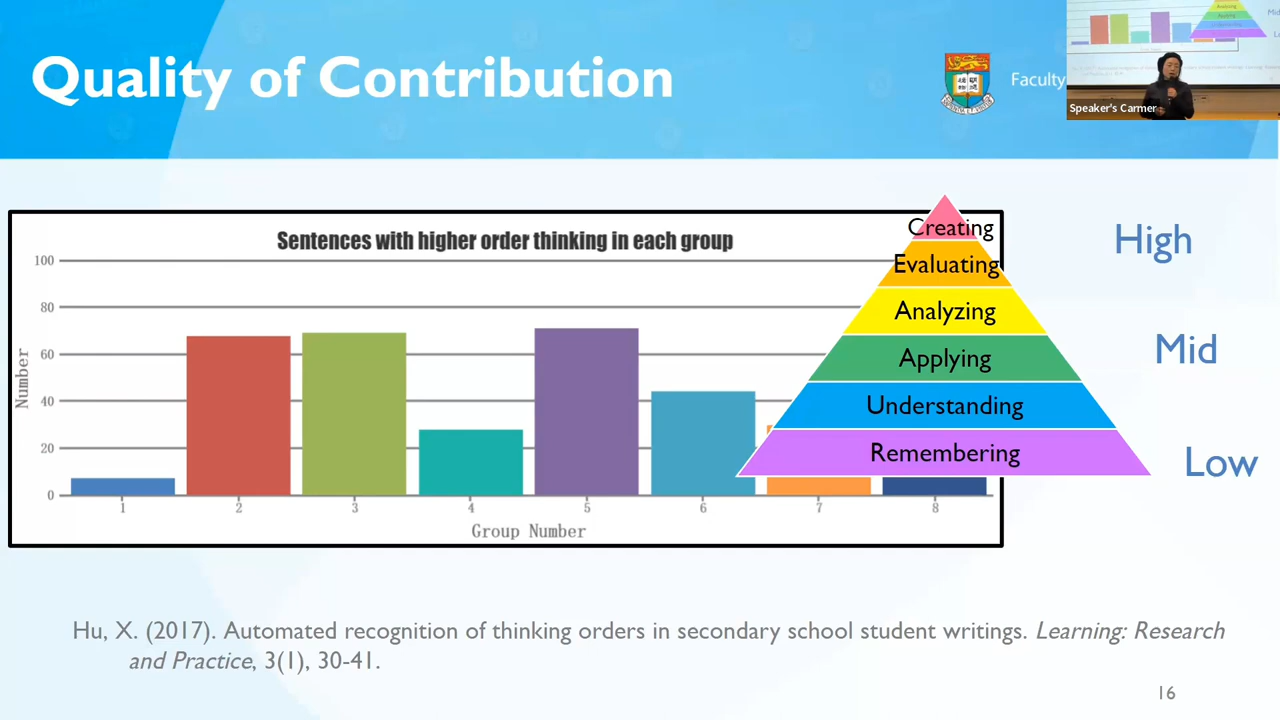 Quality of Contribution
Faculty
Speaker's Carmer
Sentences with higher order thinking in each group
100
80
60
40
20
0
Number
1 2 3 4 5 6 7 8
Group Number
Creating
Evaluating
Analyzing
Applying
Understanding
Remembering
High
Mid
Low
Hu, X. (2017). Automated recognition of thinking orders in secondary school student writings. Learning: Research
and Practice, 3(1), 30-41.
16